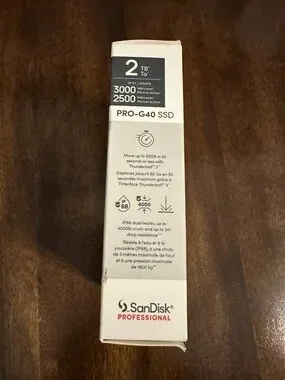 2 TB*
To*
3000
2500
PRO-G40 SSD
Move up to 50GB in 30
seconds or less with
Thunderbolt™ 3*
Déplacez jusqu'à 50 Go en 30
secondes maximum grâce à
l'interface Thunderbolt™ 3*
IP
68
4000
IP68 dust/water, up to
4000lb crush and up to 3m
drop resistance**
Résiste à l'eau et à la
poussière (IP68), à une chute
de 3 mètres maximale de haut
et à une pression maximale
de 1800 kg**
SanDisk®
PROFESSIONAL